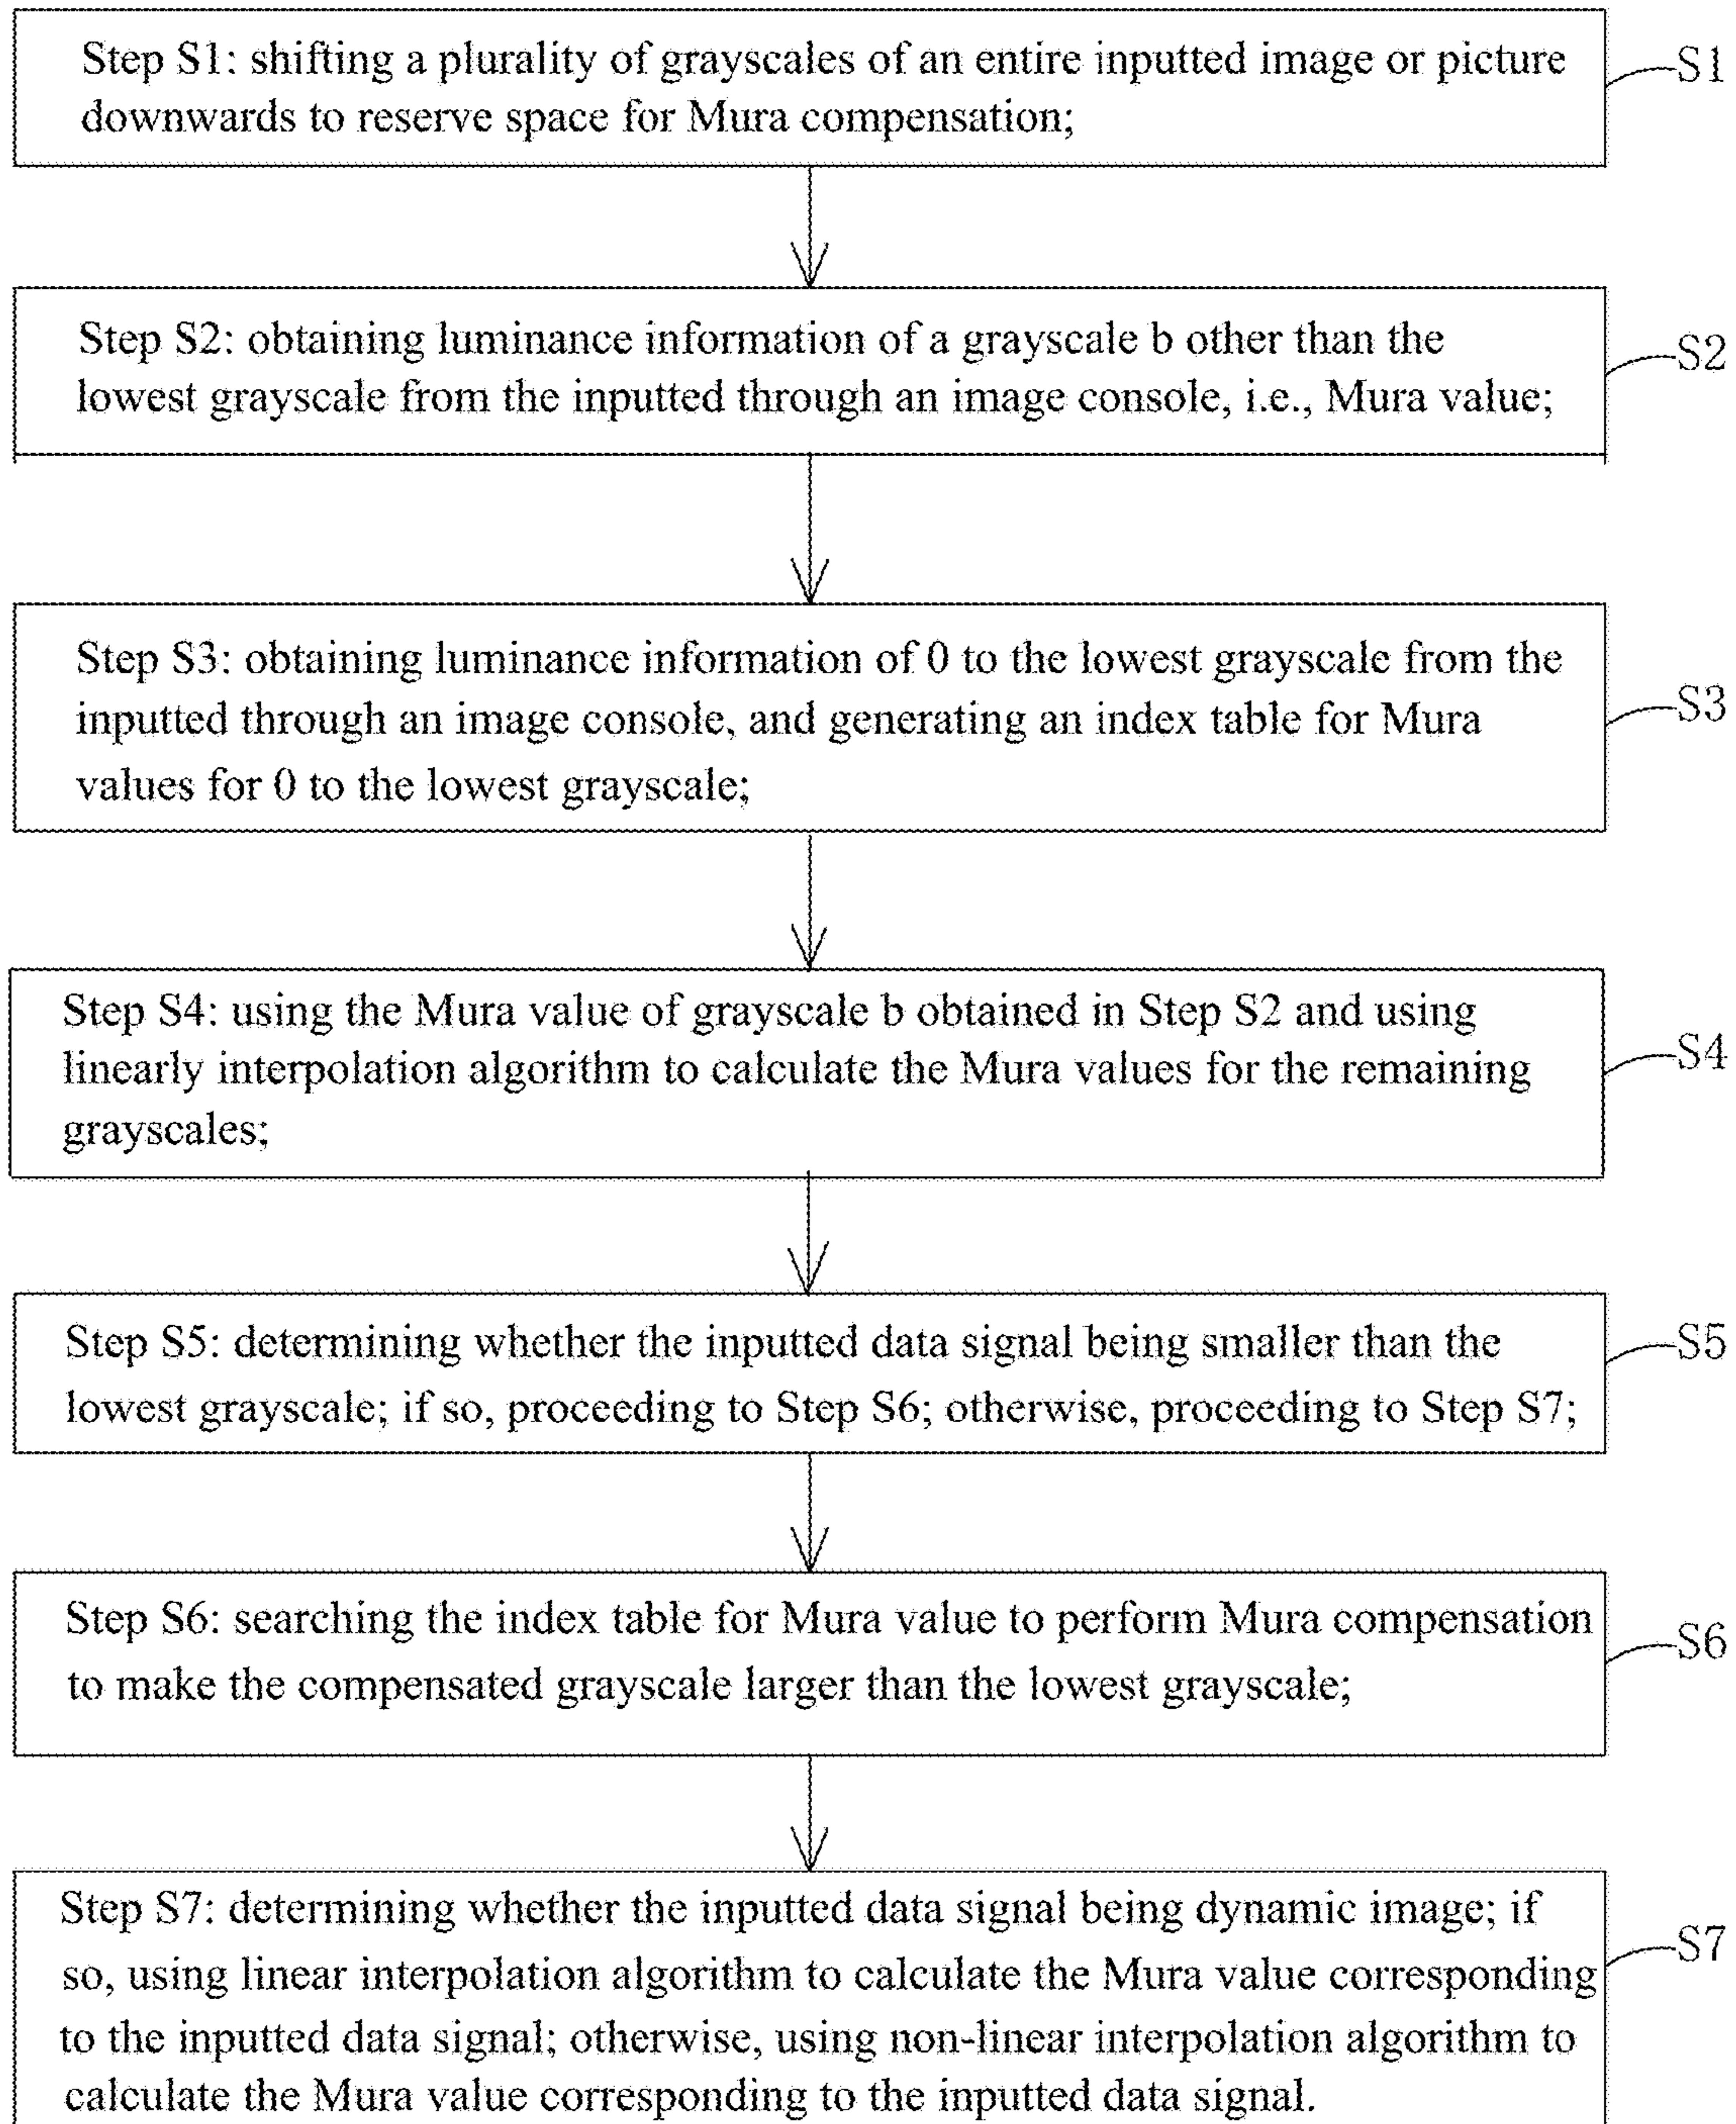 Step S1: shifting a plurality of grayscales of an entire inputted image or picture
downwards to reserve space for Mura compensation;
S1
Step S2: obtaining luminance information of a grayscale b other than the
lowest grayscale from the inputted through an image console, i.e., Mura value;
S2
Step S3: obtaining luminance information of 0 to the lowest grayscale from the
inputted through an image console, and generating an index table for Mura
values for 0 to the lowest grayscale;
S3
Step S4: using the Mura value of grayscale b obtained in Step S2 and using
linearly interpolation algorithm to calculate the Mura values for the remaining
grayscales;
S4
Step S5: determining whether the inputted data signal being smaller than the
lowest grayscale; if so, proceeding to Step S6; otherwise, proceeding to Step S7;
S5
Step S6: searching the index table for Mura value to perform Mura compensation
to make the compensated grayscale larger than the lowest grayscale;
S6
Step S7: determining whether the inputted data signal being dynamic image; if
so, using linear interpolation algorithm to calculate the Mura value corresponding
to the inputted data signal; otherwise, using non-linear interpolation algorithm to
calculate the Mura value corresponding to the inputted data signal.
S7